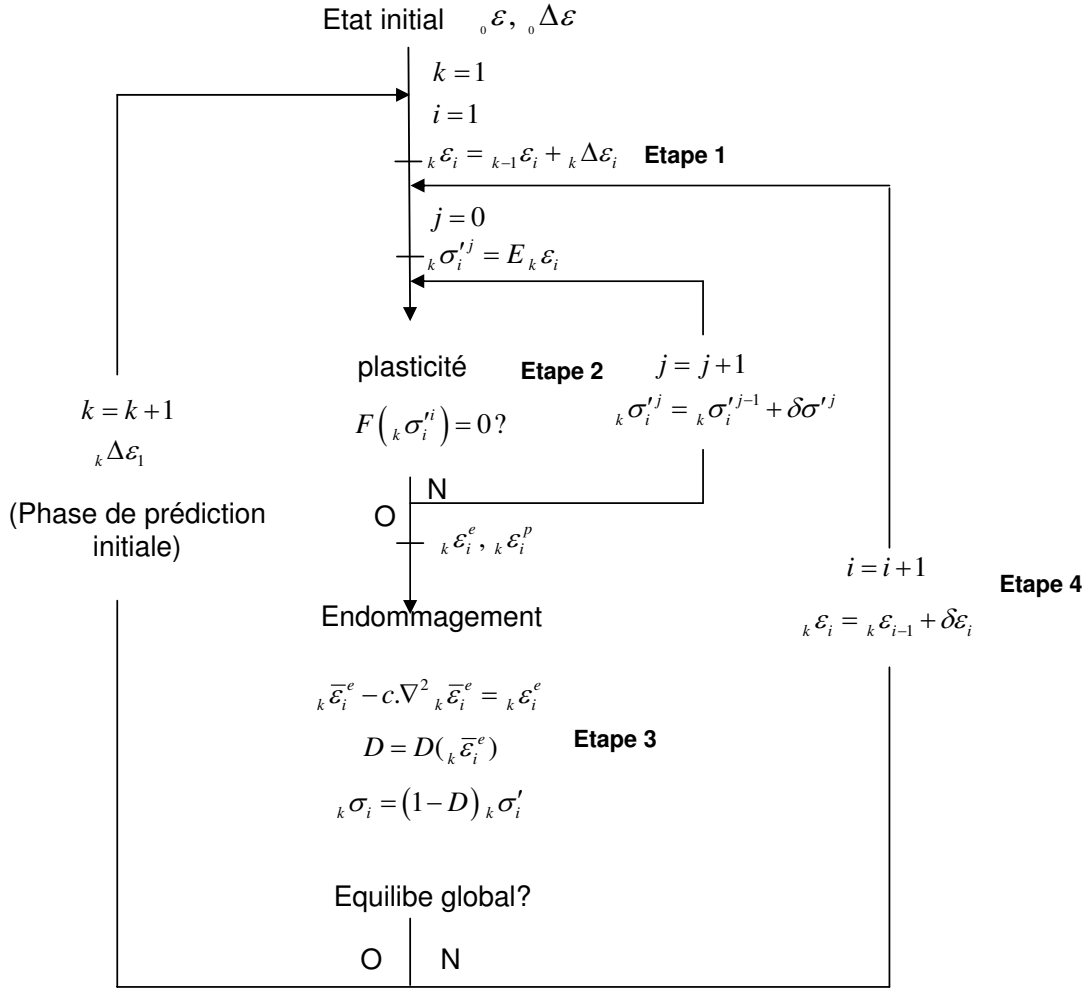 Etat initial ₀ε, ₀Δε
k = 1
i = 1
ₖεᵢ = ₖ₋₁εᵢ + ₖΔεᵢ Etape 1
j = 0
ₖσ′ᵢʲ = E ₖεᵢ
plasticité Etape 2
F(ₖσ′ᵢⁱ) = 0 ?
j = j + 1
ₖσ′ᵢʲ = ₖσ′ᵢʲ⁻¹ + δσ′ʲ
k = k + 1
ₖΔε₁
(Phase de prédiction
initiale)
N
O
ₖεᵢᵉ, ₖεᵢᵖ
i = i + 1 Etape 4
ₖεᵢ = ₖεᵢ₋₁ + δεᵢ
Endommagement
ₖε̅ᵢᵉ − c.∇² ₖε̅ᵢᵉ = ₖεᵢᵉ
D = D(ₖε̅ᵢᵉ) Etape 3
ₖσᵢ = (1 − D) ₖσ′ᵢ
Equilibe global?
O N